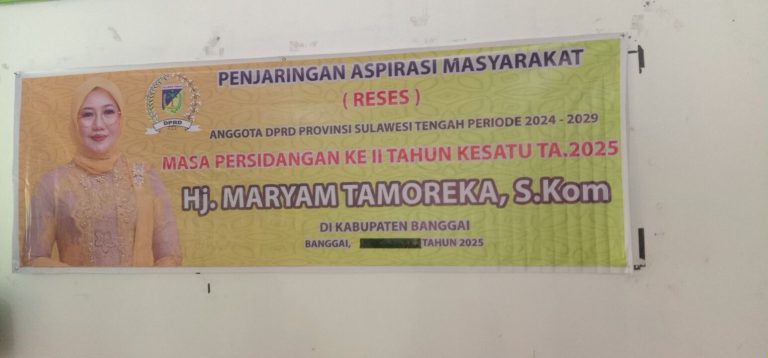 PENJARINGAN ASPIRASI MASYARAKAT
( RESES )
ANGGOTA DPRD PROVINSI SULAWESI TENGAH PERIODE 2024 - 2029
MASA PERSIDANGAN KE II TAHUN KESATU TA.2025
Hj. MARYAM TAMOREKA, S.Kom
DI KABUPATEN BANGGAI
BANGGAI, TAHUN 2025
DPRD